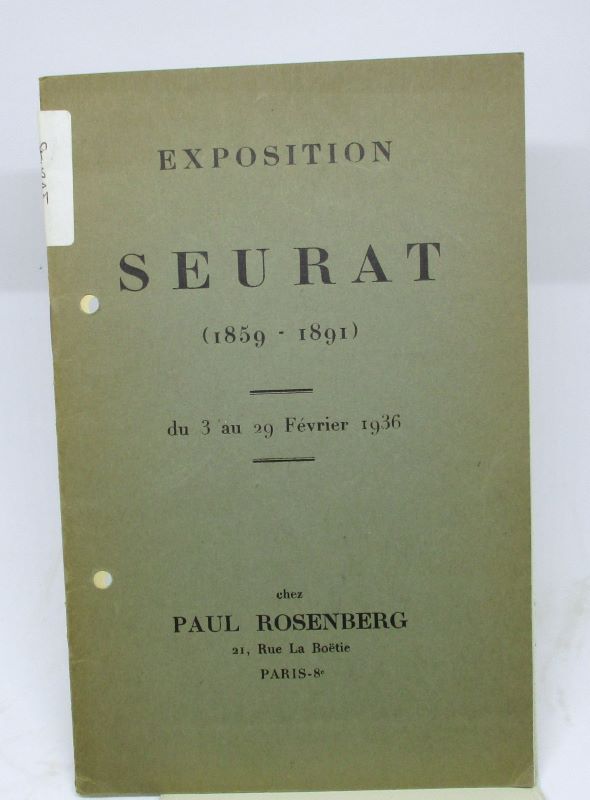 EXPOSITION
SEURAT
(1859 - 1891)
du 3 au 29 Février 1936
chez
PAUL ROSENBERG
21, Rue La Boëtie
PARIS-8e